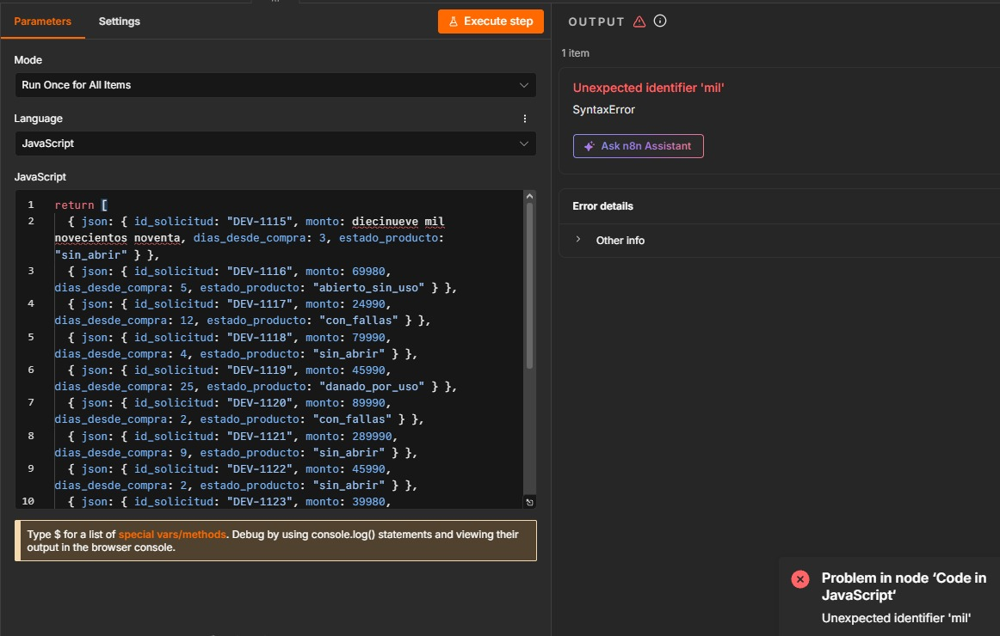 Parameters
Settings
Execute step
Mode
Run Once for All Items
Language
JavaScript
JavaScript
1 return [
2 { json: { id_solicitud: "DEV-1115", monto: diecinueve mil
novecientos noventa, dias_desde_compra: 3, estado_producto:
"sin_abrir" } },
3 { json: { id_solicitud: "DEV-1116", monto: 69980,
dias_desde_compra: 5, estado_producto: "abierto_sin_uso" } },
4 { json: { id_solicitud: "DEV-1117", monto: 24990,
dias_desde_compra: 12, estado_producto: "con_fallas" } },
5 { json: { id_solicitud: "DEV-1118", monto: 79990,
dias_desde_compra: 4, estado_producto: "sin_abrir" } },
6 { json: { id_solicitud: "DEV-1119", monto: 45990,
dias_desde_compra: 25, estado_producto: "danado_por_uso" } },
7 { json: { id_solicitud: "DEV-1120", monto: 89990,
dias_desde_compra: 2, estado_producto: "con_fallas" } },
8 { json: { id_solicitud: "DEV-1121", monto: 289990,
dias_desde_compra: 9, estado_producto: "sin_abrir" } },
9 { json: { id_solicitud: "DEV-1122", monto: 45990,
dias_desde_compra: 2, estado_producto: "sin_abrir" } },
10 { json: { id_solicitud: "DEV-1123", monto: 39980,
Type $ for a list of special vars/methods. Debug by using console.log() statements and viewing their
output in the browser console.
OUTPUT
1 item
Unexpected identifier 'mil'
SyntaxError
Ask n8n Assistant
Error details
Other info
Problem in node ‘Code in
JavaScript‘
Unexpected identifier 'mil'